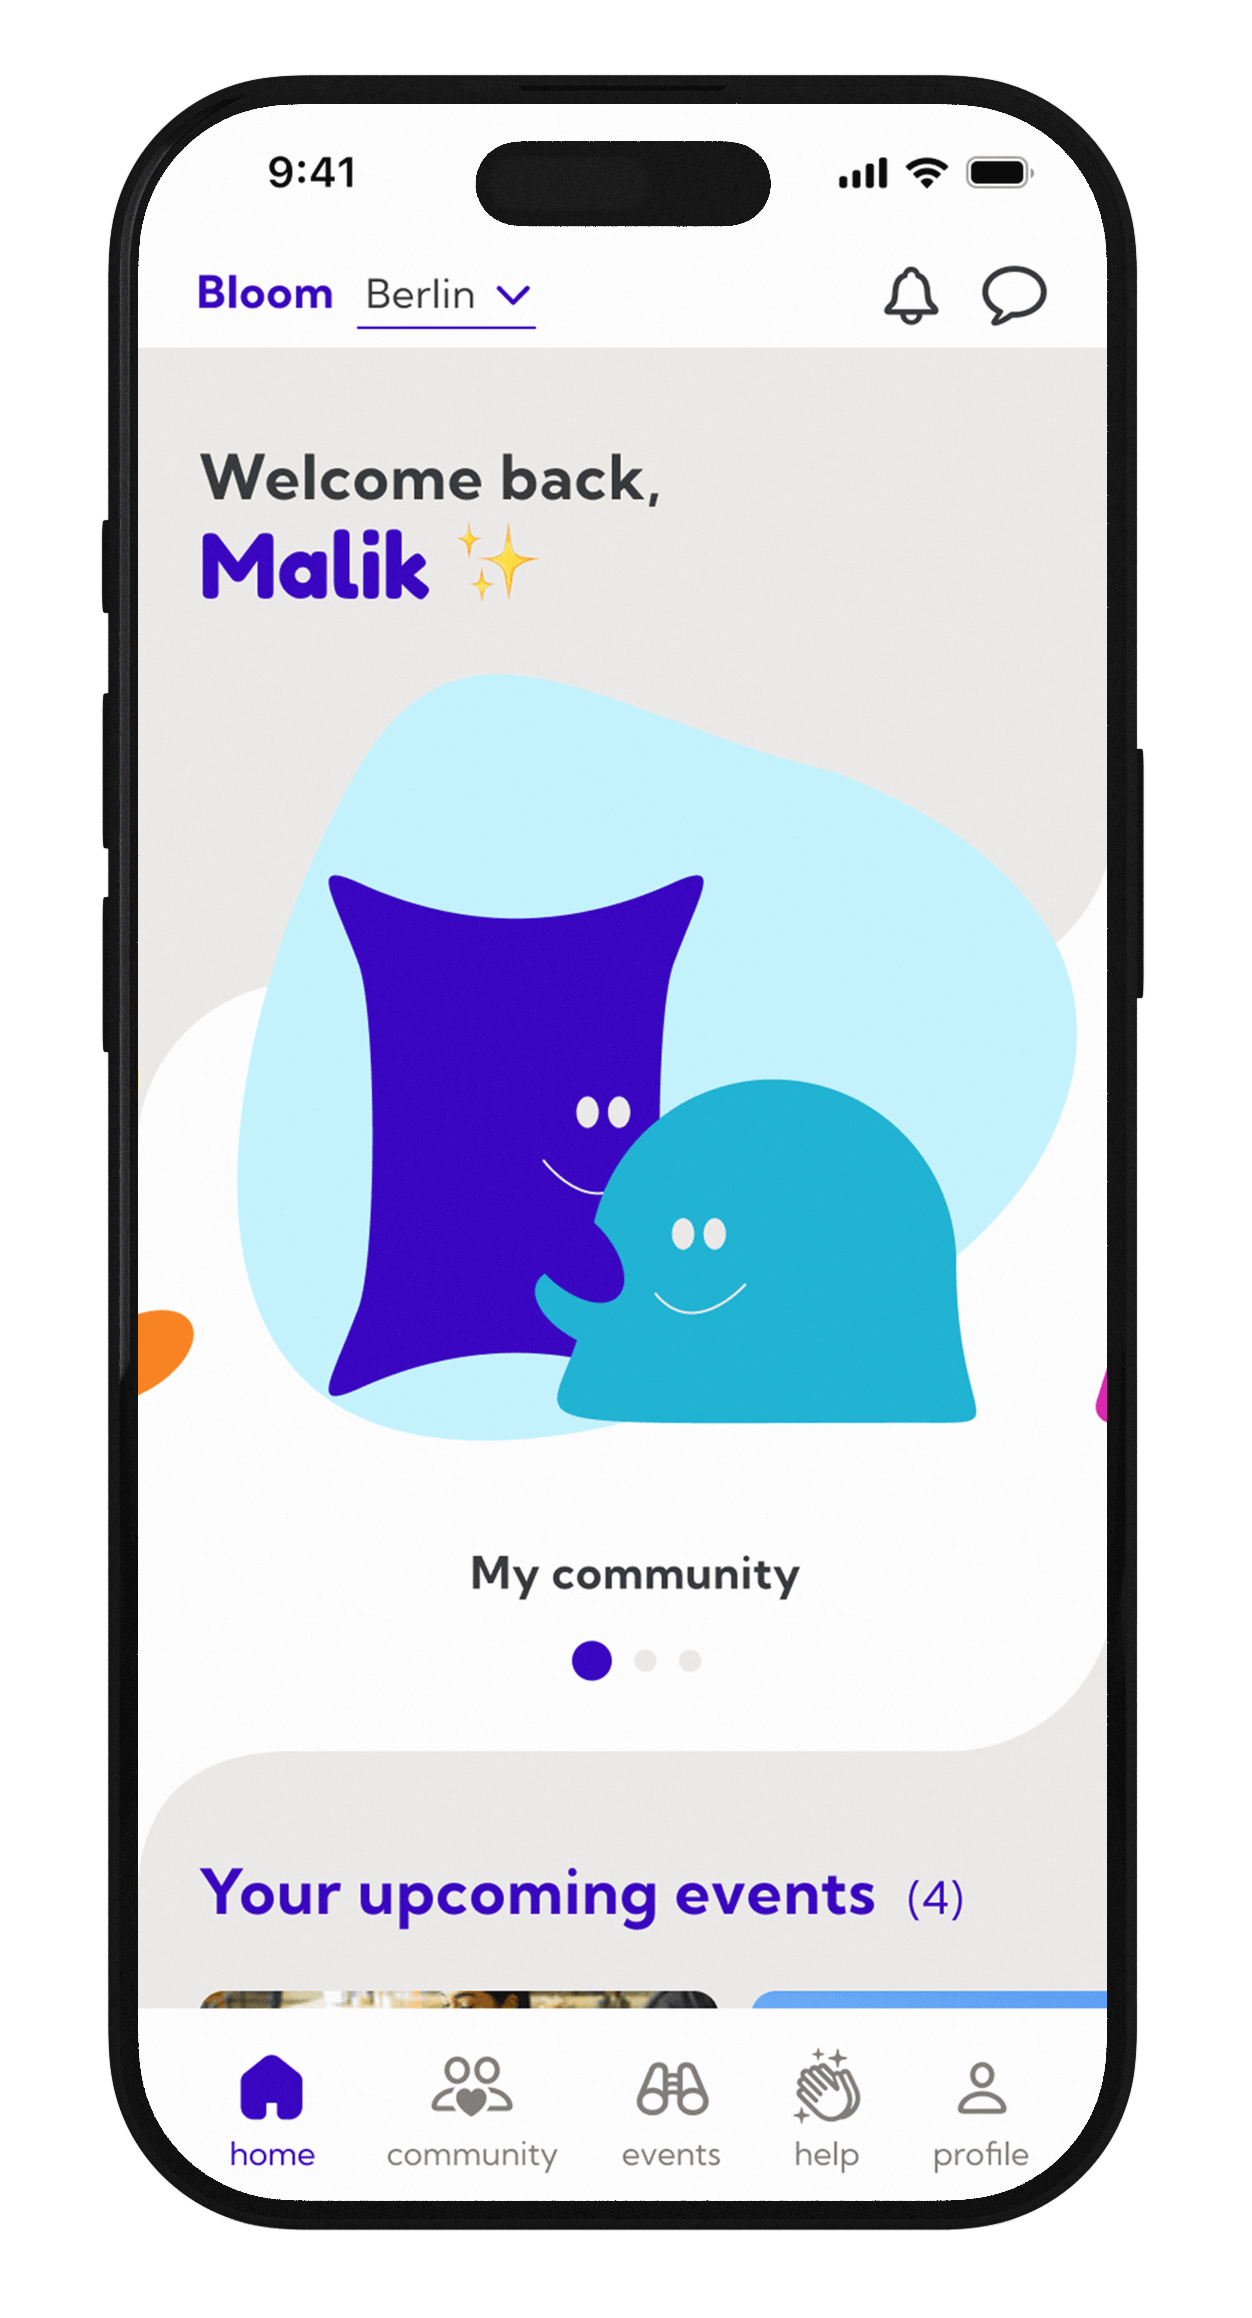 9:41
Bloom Berlin
Welcome back,
Malik ✨
My community
Your upcoming events (4)
home community events help profile